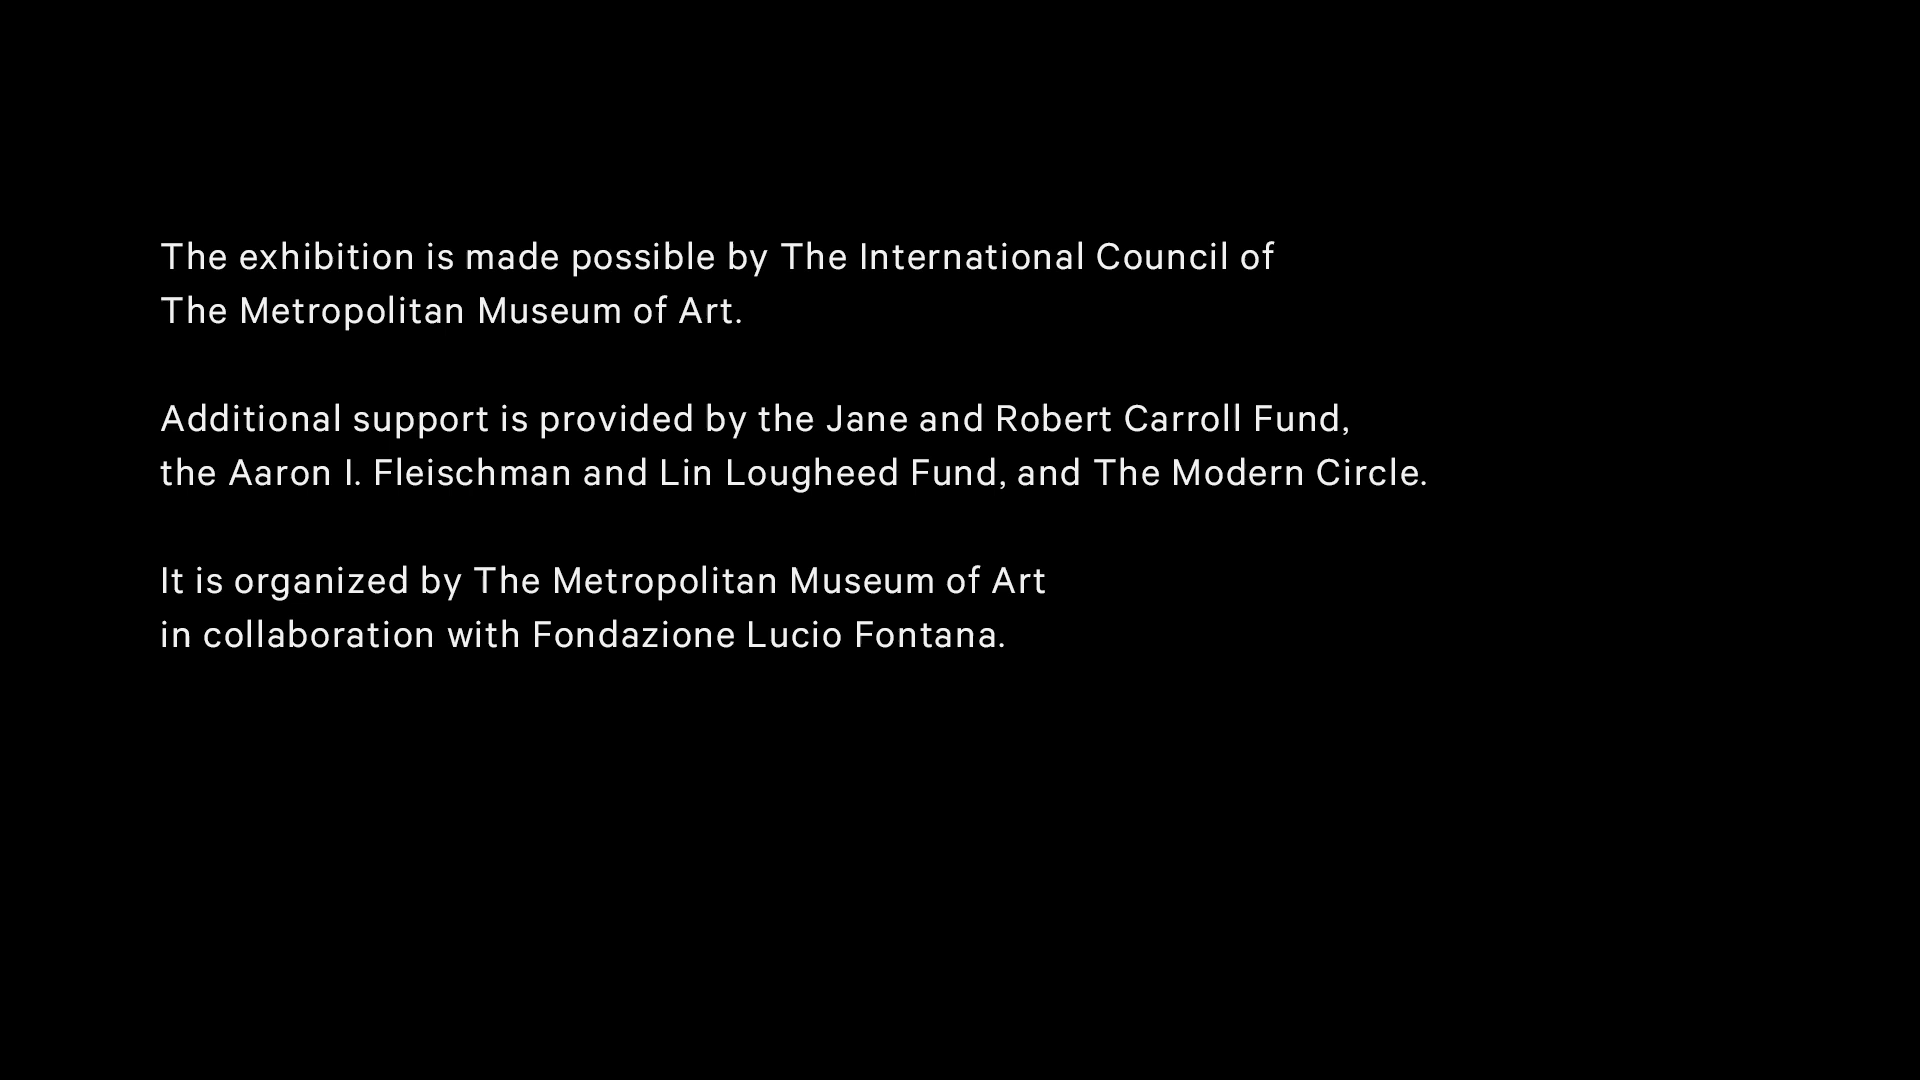 The exhibition is made possible by The International Council of
The Metropolitan Museum of Art.
Additional support is provided by the Jane and Robert Carroll Fund,
the Aaron I. Fleischman and Lin Lougheed Fund, and The Modern Circle.
It is organized by The Metropolitan Museum of Art
in collaboration with Fondazione Lucio Fontana.